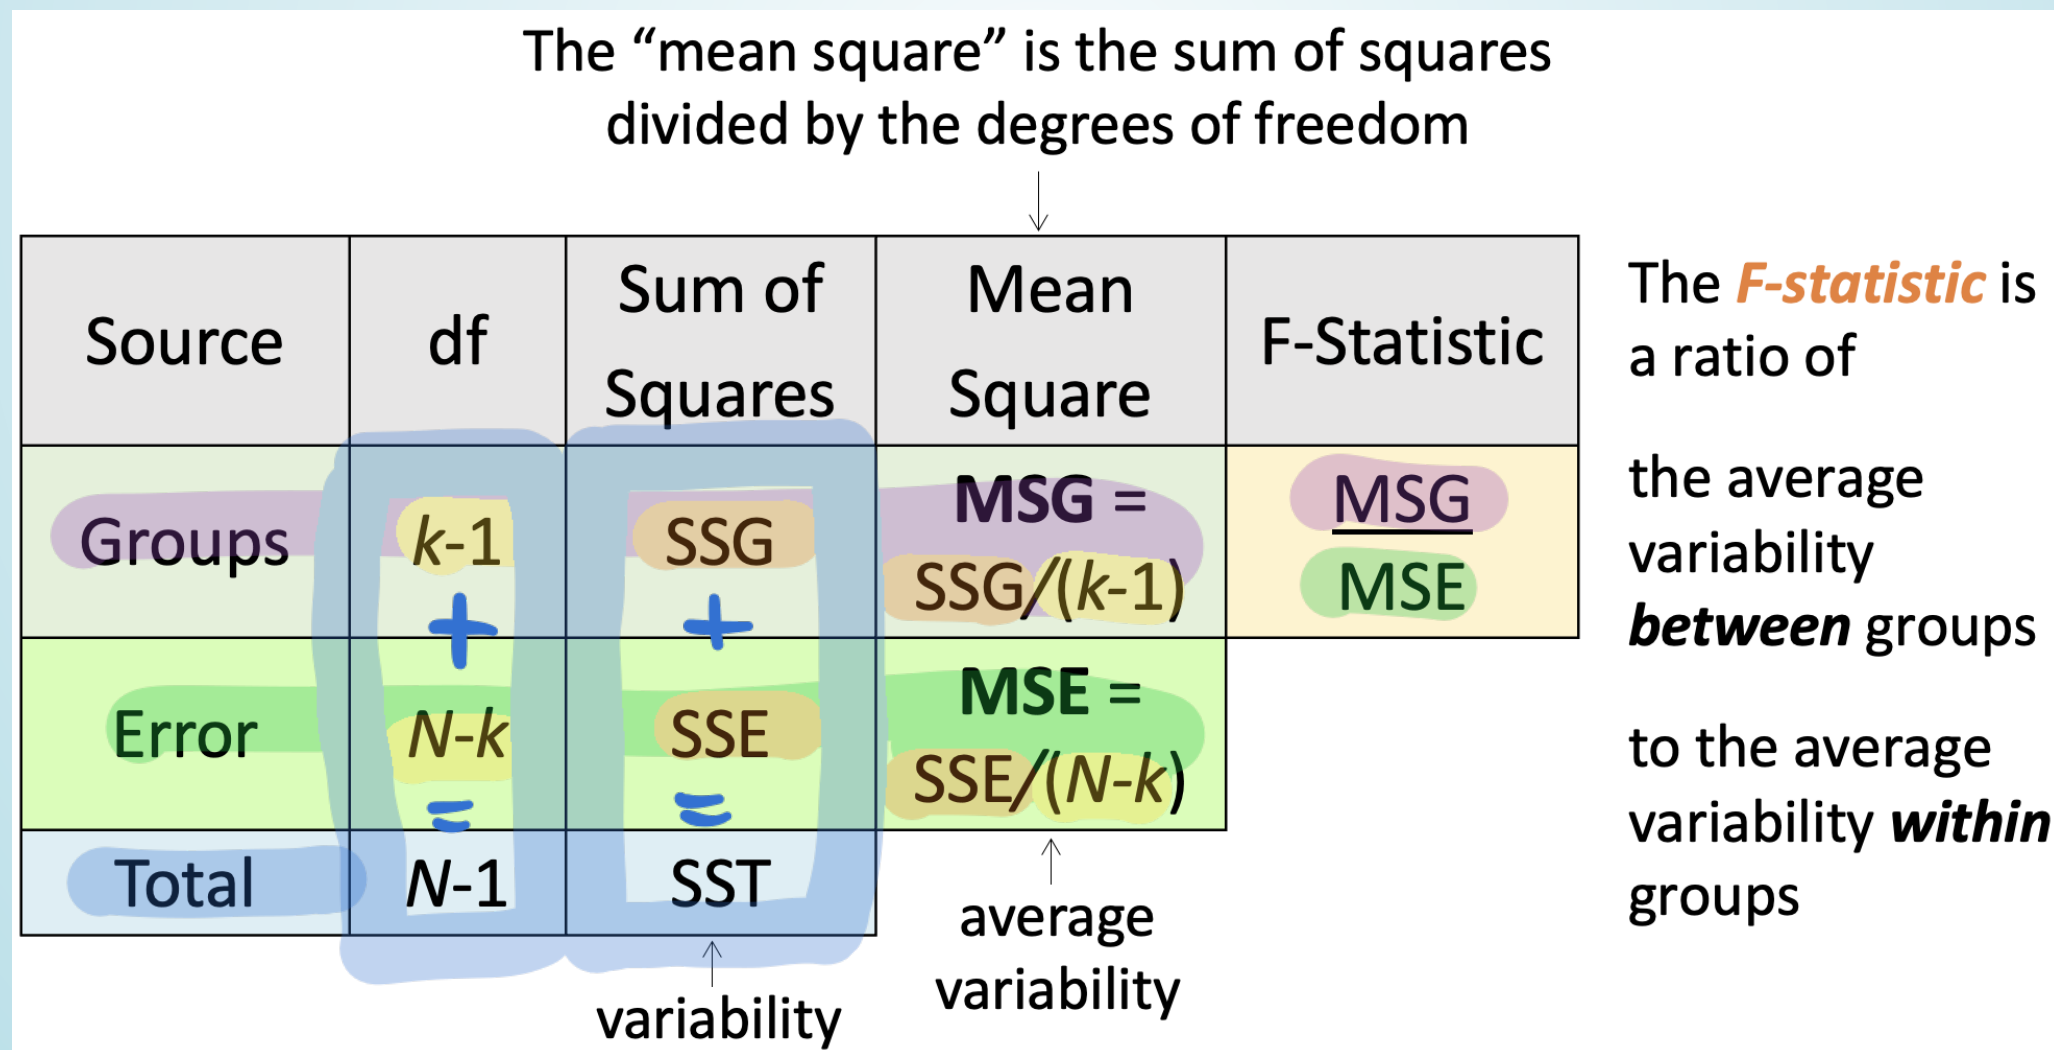 The “mean square” is the sum of squares
divided by the degrees of freedom
Source df Sum of Squares Mean Square F-Statistic
Groups k-1 SSG MSG = SSG/(k-1) MSG
MSE
+ +
Error N-k SSE MSE = SSE/(N-k)
= =
Total N-1 SST
variability
average
variability
The F-statistic is
a ratio of
the average
variability
between groups
to the average
variability within
groups